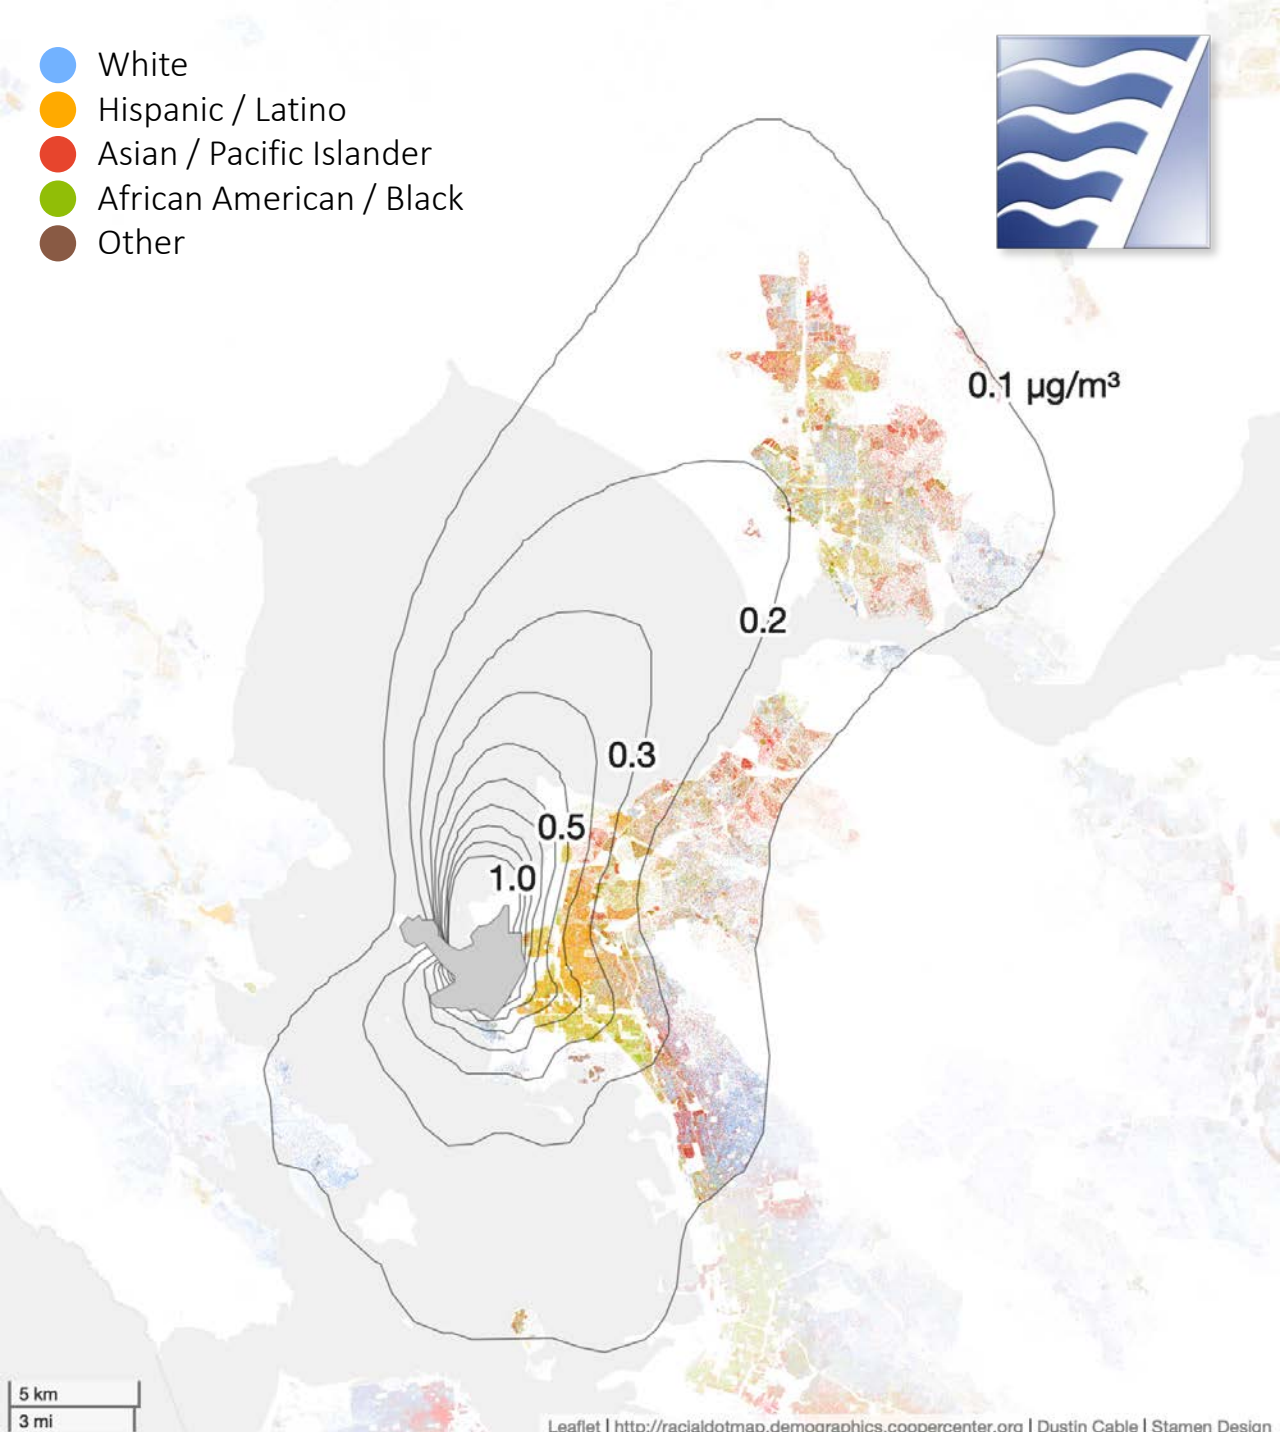 White
Hispanic / Latino
Asian / Pacific Islander
African American / Black
Other
0.1 µg/m³
0.2
0.3
0.5
1.0
5 km
3 mi
Leaflet | http://racialdotmap.demographics.coopercenter.org | Dustin Cable | Stamen Design